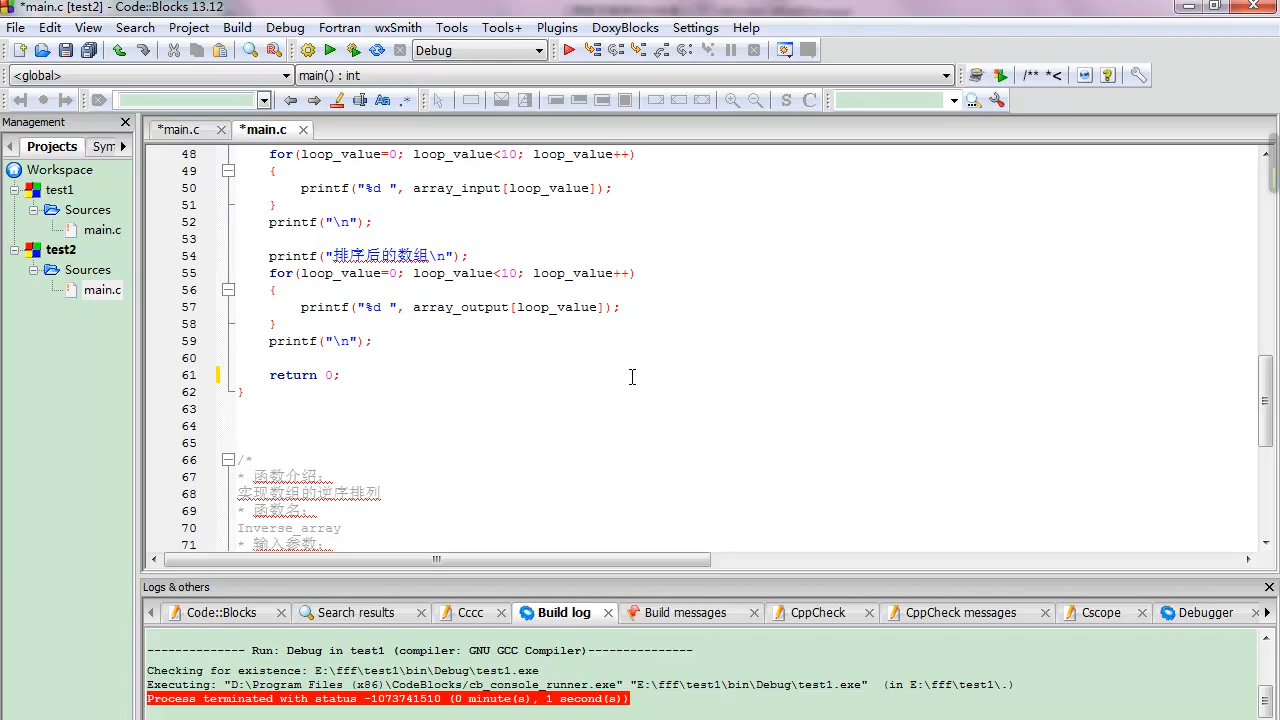 *main.c [test2] - Code::Blocks 13.12
File Edit View Search Project Build Debug Fortran wxSmith Tools Tools+ Plugins DoxyBlocks Settings Help
Debug
<global> main() : int /** *<
Aa .* S C
Management
Projects Sym
*main.c *main.c
Workspace
test1
Sources
main.c
test2
Sources
main.c
48 for(loop_value=0; loop_value<10; loop_value++)
49 {
50 printf("%d ", array_input[loop_value]);
51 }
52 printf("\n");
53
54 printf("排序后的数组\n");
55 for(loop_value=0; loop_value<10; loop_value++)
56 {
57 printf("%d ", array_output[loop_value]);
58 }
59 printf("\n");
60
61 return 0;
62 }
63
64
65
66 /*
67 * 函数介绍：
68 实现数组的逆序排列
69 * 函数名：
70 Inverse_array
71 * 输入参数：
Logs & others
Code::Blocks Search results Cccc Build log Build messages CppCheck CppCheck messages Cscope Debugger
-------------- Run: Debug in test1 (compiler: GNU GCC Compiler)---------------
Checking for existence: E:\fff\test1\bin\Debug\test1.exe
Executing: "D:\Program Files (x86)\CodeBlocks/cb_console_runner.exe" "E:\fff\test1\bin\Debug\test1.exe" (in E:\fff\test1\.)
Process terminated with status -1073741510 (0 minute(s), 1 second(s))